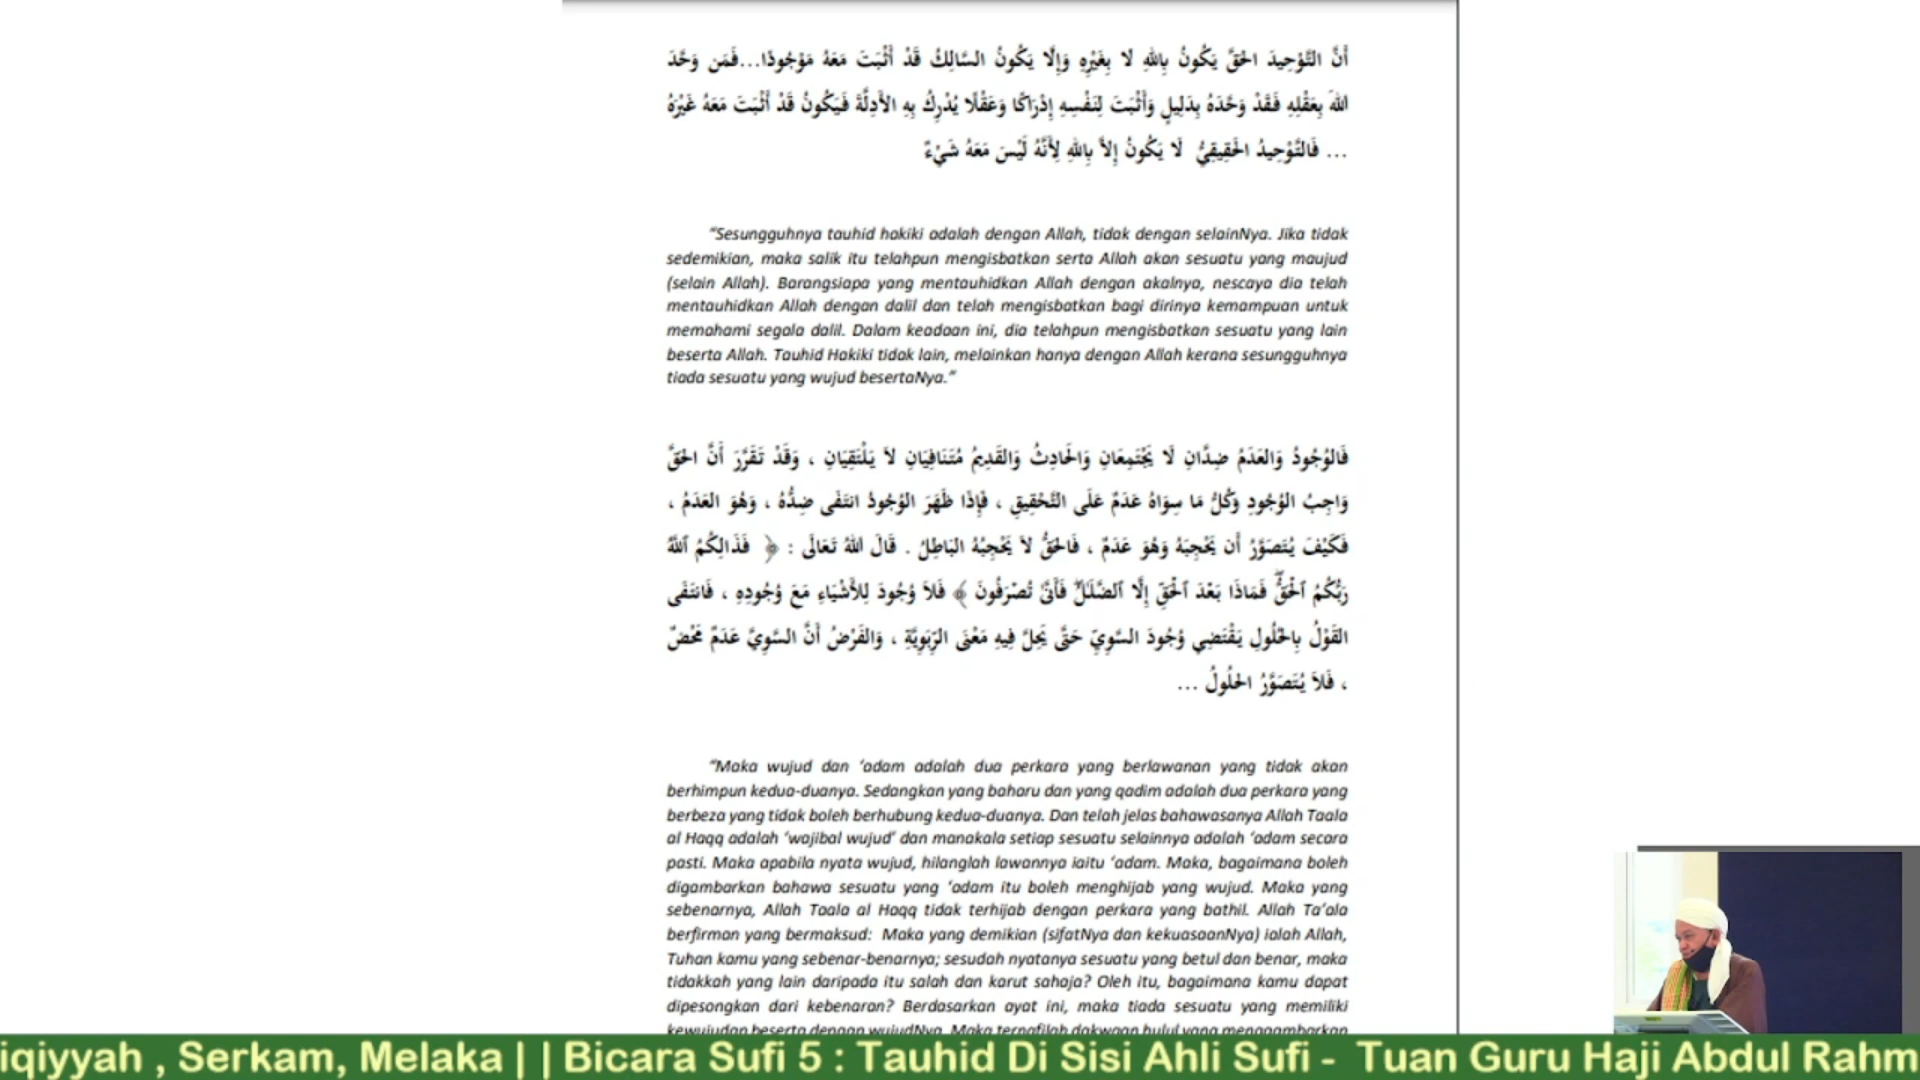 أَنَّ التَّوْحِيدَ الحَقَّ يَكُونُ بِاللهِ لا بِغَيْرِهِ وَإِلَّا يَكُونُ السَّالِكُ قَدْ أَثْبَتَ مَعَهُ مَوْجُودًا...فَمَن وَحَّدَ
اللهَ بِعَقْلِهِ فَقَدْ وَحَّدَهُ بِدَلِيلٍ وَأَثْبَتَ لِنَفْسِهِ إِدْرَاكًا وَعَقْلًا يُدْرِكُ بِهِ الأَدِلَّةَ فَيَكُونُ قَدْ أَثْبَتَ مَعَهُ غَيْرَهُ
... فَالتَّوْحِيدُ الحَقِيقِيُّ لَا يَكُونُ إِلاَّ بِاللهِ لِأَنَّهُ لَيْسَ مَعَهُ شَيْءٌ
“Sesungguhnya tauhid hakiki adalah dengan Allah, tidak dengan selainNya. Jika tidak
sedemikian, maka salik itu telahpun mengisbatkan serta Allah akan sesuatu yang maujud
(selain Allah). Barangsiapa yang mentauhidkan Allah dengan akalnya, nescaya dia telah
mentauhidkan Allah dengan dalil dan telah mengisbatkan bagi dirinya kemampuan untuk
memahami segala dalil. Dalam keadaan ini, dia telahpun mengisbatkan sesuatu yang lain
beserta Allah. Tauhid Hakiki tidak lain, melainkan hanya dengan Allah kerana sesungguhnya
tiada sesuatu yang wujud besertaNya.”
فَالوُجُودُ وَالعَدَمُ ضِدَّانِ لَا يَجْتَمِعَانِ وَالحَادِثُ وَالقَدِيمُ مُتَنَافِيَانِ لاَ يَلْتَقِيَانِ ، وَقَدْ تَقَرَّرَ أَنَّ الحَقَّ
وَاجِبُ الوُجُودِ وَكُلُّ مَا سِوَاهُ عَدَمٌ عَلَى التَّحْقِيقِ ، فَإِذَا ظَهَرَ الوُجُودُ انتَفَى ضِدُّهُ ، وَهُوَ العَدَمُ ،
فَكَيْفَ يُتَصَوَّرُ أَن يَحْجِبَهُ وَهُوَ عَدَمٌ ، فَالحَقُّ لاَ يَحْجِبُهُ البَاطِلُ . قَالَ اللهُ تَعَالَى : ﴿ فَذَالِكُمُ ٱللَّهُ
رَبُّكُمُ ٱلْحَقُّ ۖ فَمَاذَا بَعْدَ ٱلْحَقِّ إِلَّا ٱلضَّلَـٰلُ ۖ فَأَنَّىٰ تُصْرَفُونَ ﴾ فَلاَ وُجُودَ لِلأَشْيَاءِ مَعَ وُجُودِهِ ، فَانتَفَى
القَوْلُ بِالحُلُولِ يَقْتَضِي وُجُودَ السَّوِيِّ حَتَّى يَحِلَّ فِيهِ مَعْنَى الرّبَوِيَّةِ ، وَالفَرْضُ أَنَّ السَّوِيَّ عَدَمٌ مَحْضٌ
، فَلاَ يُتَصَوَّرُ الحُلُولُ ...
“Maka wujud dan ‘adam adalah dua perkara yang berlawanan yang tidak akan
berhimpun kedua-duanya. Sedangkan yang baharu dan yang qadim adalah dua perkara yang
berbeza yang tidak boleh berhubung kedua-duanya. Dan telah jelas bahawasanya Allah Taala
al Haqq adalah ‘wajibal wujud’ dan manakala setiap sesuatu selainnya adalah ‘adam secara
pasti. Maka apabila nyata wujud, hilanglah lawannya iaitu ‘adam. Maka, bagaimana boleh
digambarkan bahawa sesuatu yang ‘adam itu boleh menghijab yang wujud. Maka yang
sebenarnya, Allah Taala al Haqq tidak terhijab dengan perkara yang bathil. Allah Ta’ala
berfirman yang bermaksud: Maka yang demikian (sifatNya dan kekuasaanNya) ialah Allah,
Tuhan kamu yang sebenar-benarnya; sesudah nyatanya sesuatu yang betul dan benar, maka
tidakkah yang lain daripada itu salah dan karut sahaja? Oleh itu, bagaimana kamu dapat
dipesongkan dari kebenaran? Berdasarkan ayat ini, maka tiada sesuatu yang memiliki
kewujudan beserta dengan wujudNya. Maka ternafilah dakwaan hulul yang menggambarkan
iqiyyah , Serkam, Melaka | | Bicara Sufi 5 : Tauhid Di Sisi Ahli Sufi - Tuan Guru Haji Abdul Rahm